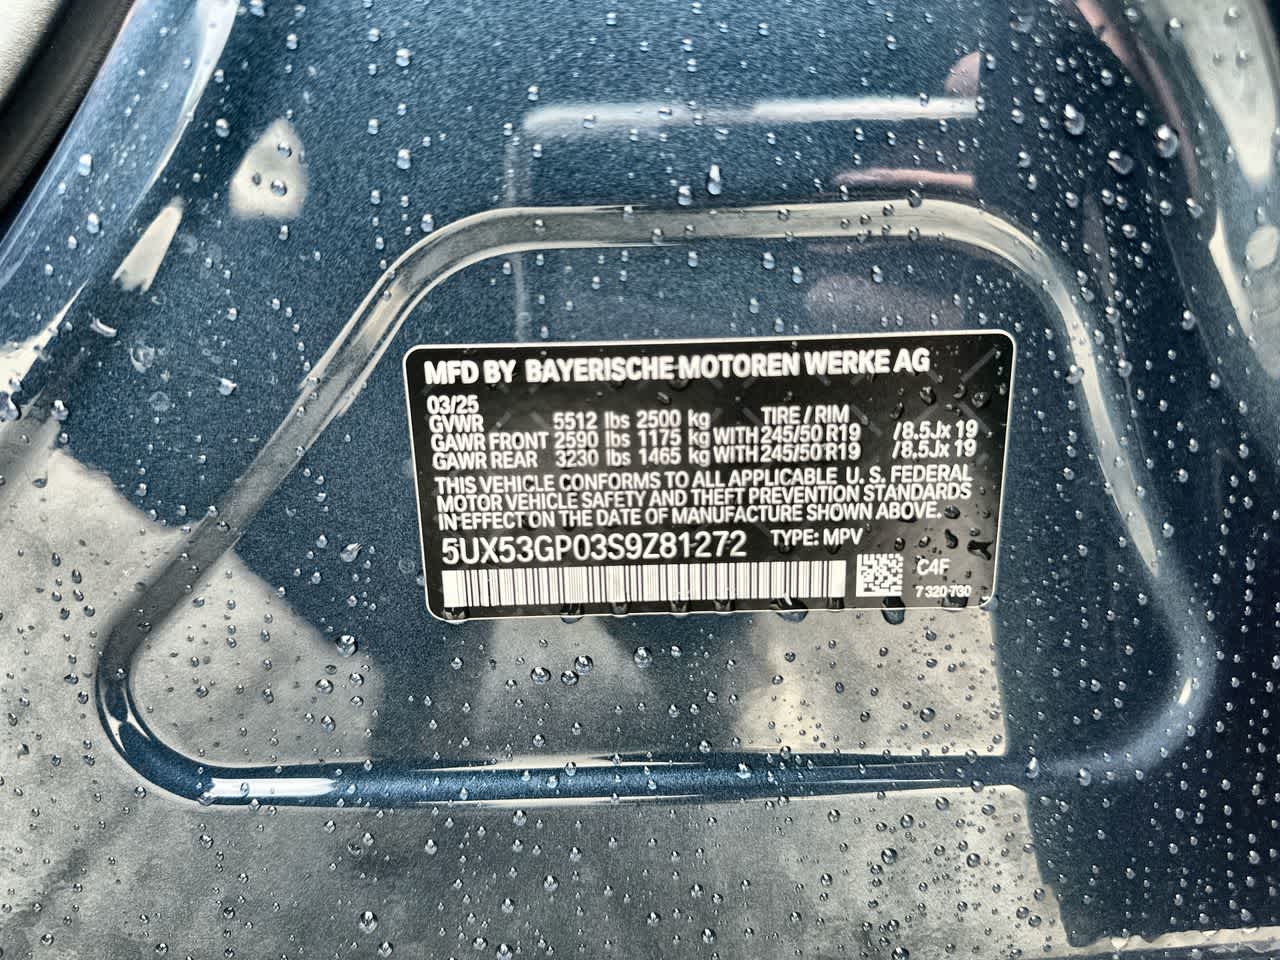 MFD BY BAYERISCHE MOTOREN WERKE AG
03/25
GVWR 5512 lbs 2500 kg TIRE / RIM
GAWR FRONT 2590 lbs 1175 kg WITH 245/50 R19 /8.5Jx 19
GAWR REAR 3230 lbs 1465 kg WITH 245/50 R19 /8.5Jx 19
THIS VEHICLE CONFORMS TO ALL APPLICABLE U. S. FEDERAL
MOTOR VEHICLE SAFETY AND THEFT PREVENTION STANDARDS
IN EFFECT ON THE DATE OF MANUFACTURE SHOWN ABOVE.
5UX53GP03S9Z81272 TYPE: MPV
C4F
7 320 730